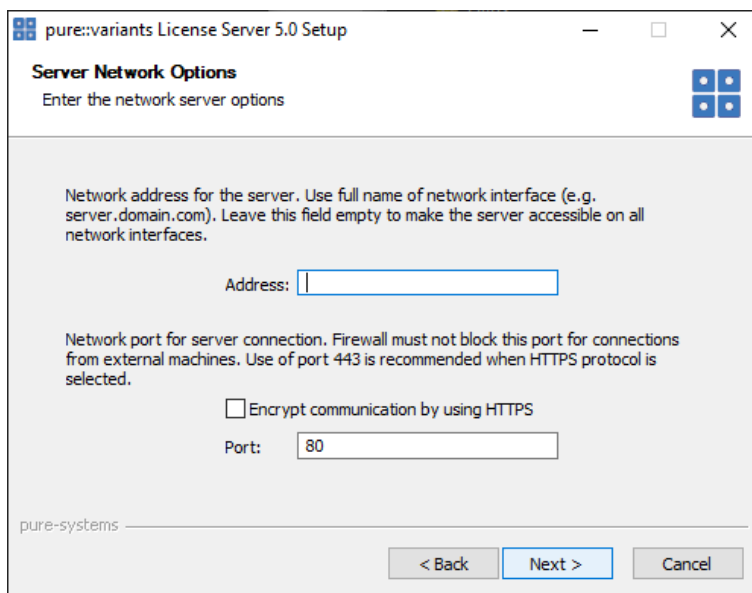 pure::variants License Server 5.0 Setup
Server Network Options
Enter the network server options
Network address for the server. Use full name of network interface (e.g.
server.domain.com). Leave this field empty to make the server accessible on all
network interfaces.
Address:
Network port for server connection. Firewall must not block this port for connections
from external machines. Use of port 443 is recommended when HTTPS protocol is
selected.
Encrypt communication by using HTTPS
Port: 80
pure-systems
< Back Next > Cancel